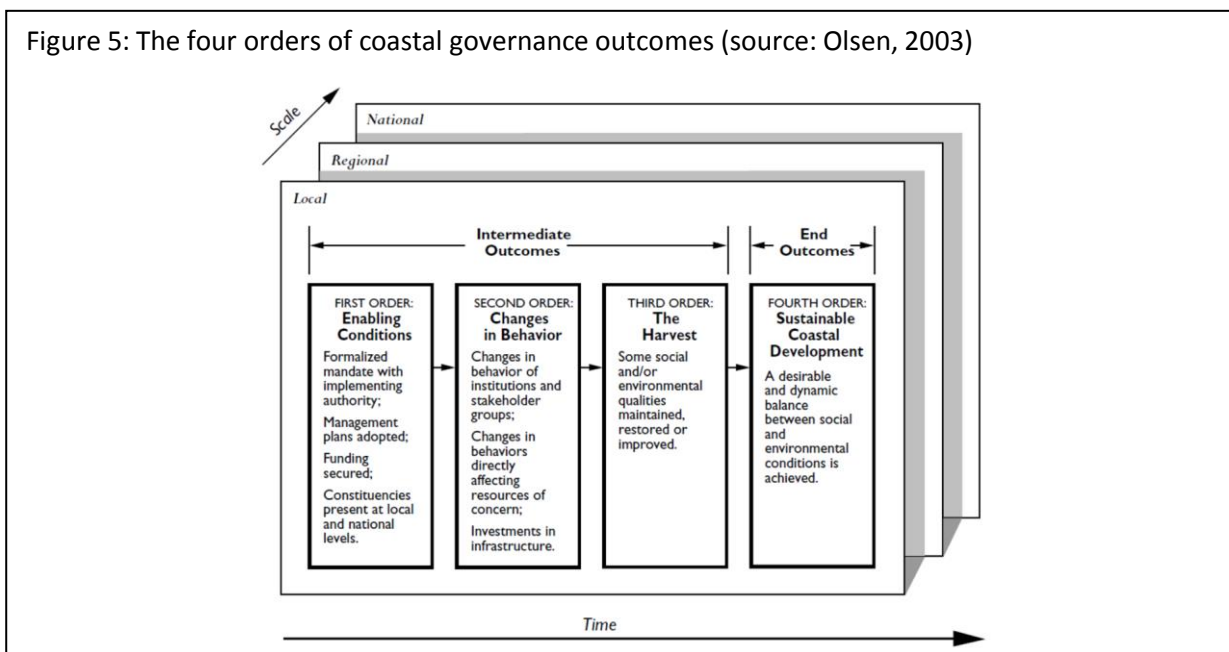 Figure 5: The four orders of coastal governance outcomes (source: Olsen, 2003)
Scale
National
Regional
Local
Intermediate
Outcomes
End
Outcomes
FIRST ORDER:
Enabling
Conditions
Formalized
mandate with
implementing
authority;
Management
plans adopted;
Funding
secured;
Constituencies
present at local
and national
levels.
SECOND ORDER:
Changes
in Behavior
Changes in
behavior of
institutions and
stakeholder
groups;
Changes in
behaviors
directly
affecting
resources of
concern;
Investments in
infrastructure.
THIRD ORDER:
The
Harvest
Some social
and/or
environmental
qualities
maintained,
restored or
improved.
FOURTH ORDER:
Sustainable
Coastal
Development
A desirable
and dynamic
balance
between social
and
environmental
conditions is
achieved.
Time